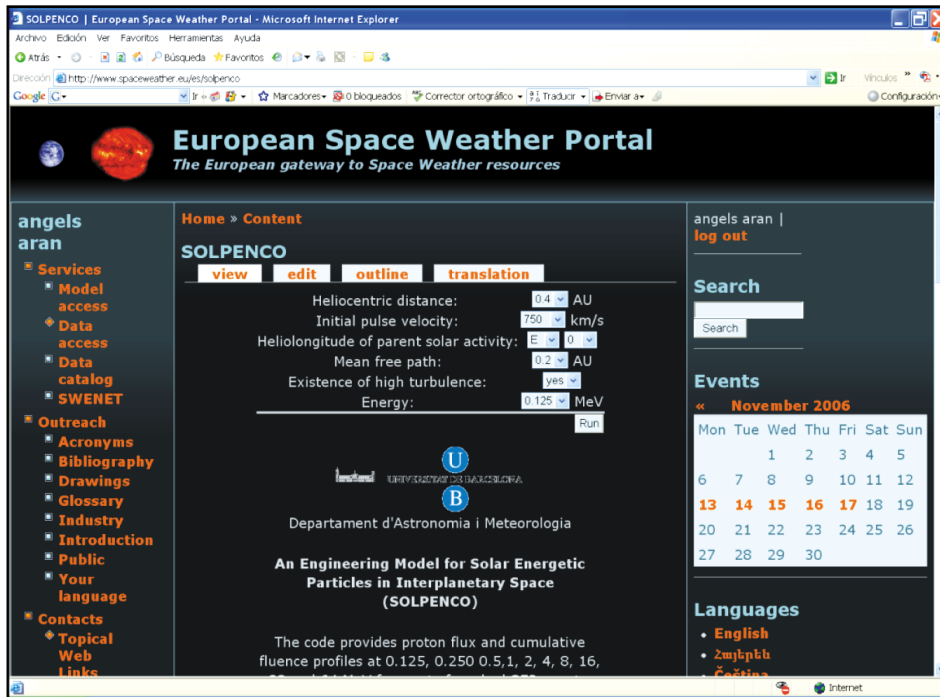 SOLPENCO | European Space Weather Portal - Microsoft Internet Explorer
Archivo Edición Ver Favoritos Herramientas Ayuda
Atrás Búsqueda Favoritos
Dirección http://www.spaceweather.eu/es/solpenco Ir Vínculos »
Google G Ir Marcadores 0 bloqueados Corrector ortográfico Traducir Enviar a Configuración
European Space Weather Portal
The European gateway to Space Weather resources
angels
aran
Services
Model
access
Data
access
Data
catalog
SWENET
Outreach
Acronyms
Bibliography
Drawings
Glossary
Industry
Introduction
Public
Your
language
Contacts
Topical
Web
Links
Home » Content
SOLPENCO
view edit outline translation
Heliocentric distance: 0.4 AU
Initial pulse velocity: 750 km/s
Heliolongitude of parent solar activity: E 0
Mean free path: 0.2 AU
Existence of high turbulence: yes
Energy: 0.125 MeV
Run
U
UNIVERSITAT DE BARCELONA
B
Departament d'Astronomia i Meteorologia
An Engineering Model for Solar Energetic
Particles in Interplanetary Space
(SOLPENCO)
The code provides proton flux and cumulative
fluence profiles at 0.125, 0.250 0.5,1, 2, 4, 8, 16,
angels aran |
log out
Search
Search
Events
« November 2006
Mon Tue Wed Thu Fri Sat Sun
1 2 3 4 5
6 7 8 9 10 11 12
13 14 15 16 17 18 19
20 21 22 23 24 25 26
27 28 29 30
Languages
English
Հայերեն
Čeština
Internet